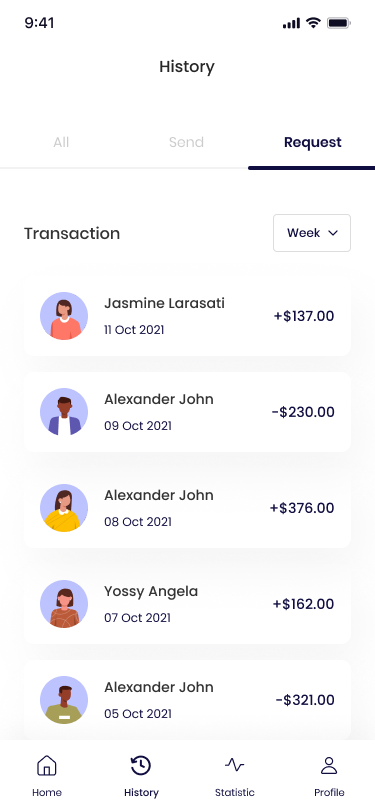 9:41
History
All Send Request
Transaction Week
Jasmine Larasati
11 Oct 2021
+$137.00
Alexander John
09 Oct 2021
-$230.00
Alexander John
08 Oct 2021
+$376.00
Yossy Angela
07 Oct 2021
+$162.00
Alexander John
05 Oct 2021
-$321.00
Home History Statistic Profile